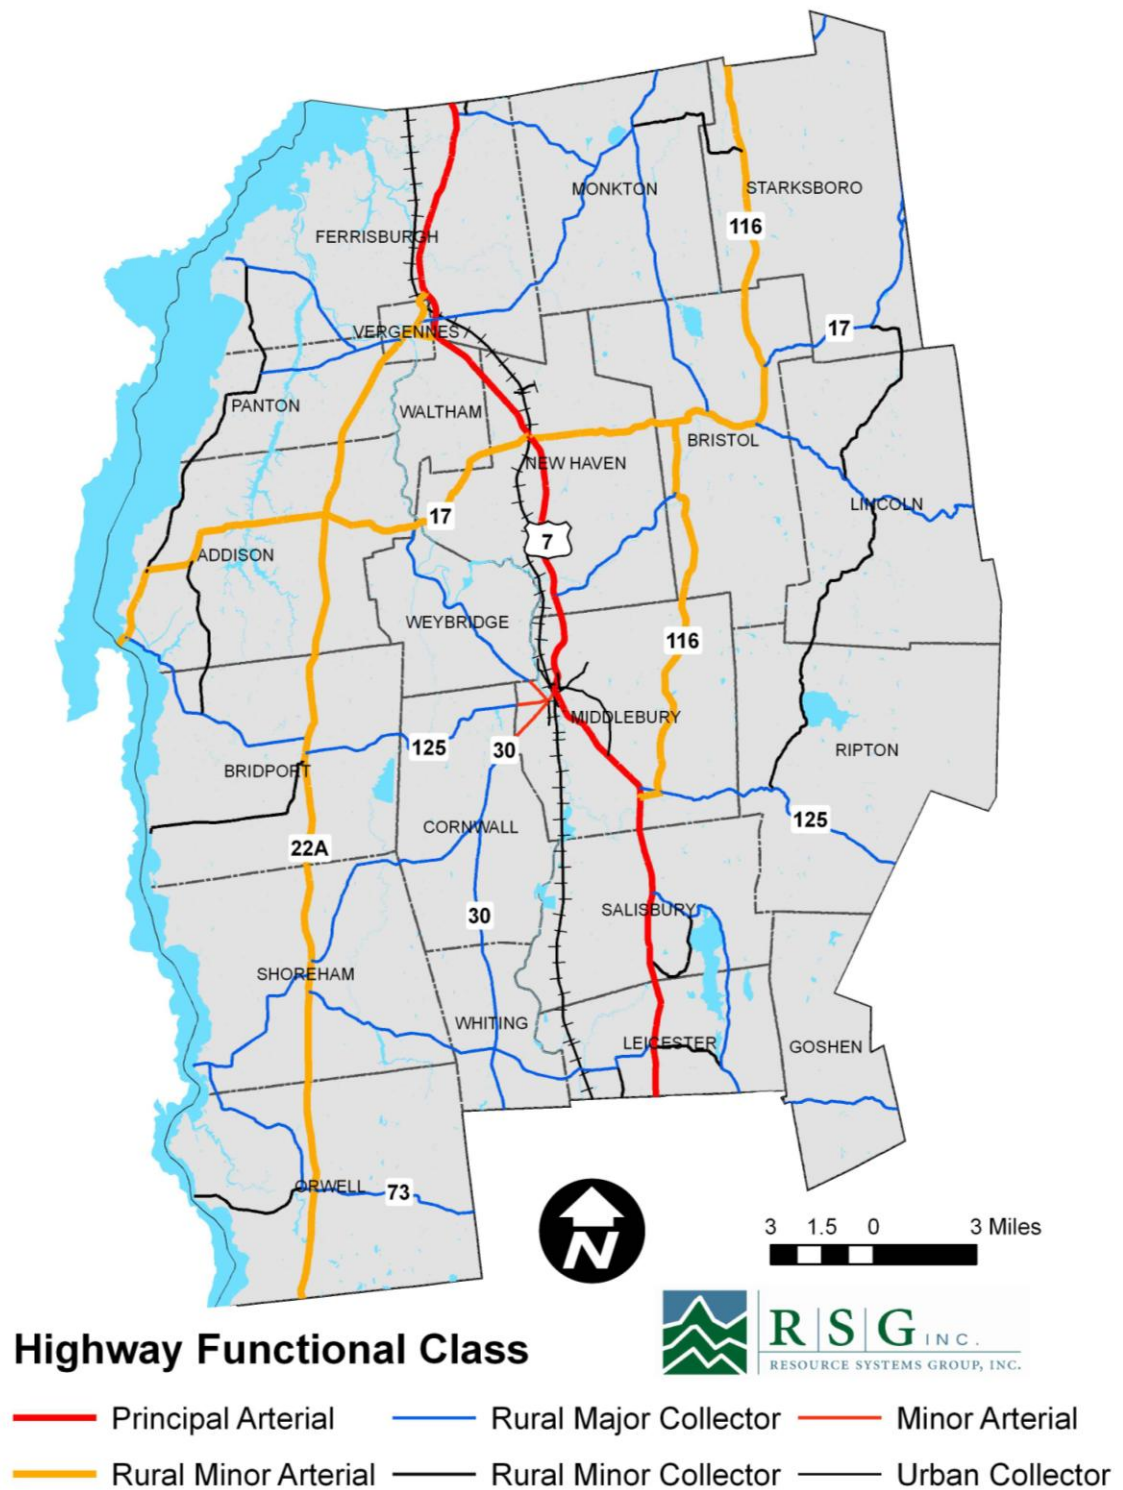 MONKTON
STARKSBORO
116
FERRISBURGH
17
VERGENNES
PANTON
WALTHAM
BRISTOL
NEW HAVEN
LINCOLN
17
7
ADDISON
WEYBRIDGE
116
MIDDLEBURY
125
30
RIPTON
BRIDPORT
125
CORNWALL
22A
30
SALISBURY
SHOREHAM
WHITING
LEICESTER
GOSHEN
ORWELL
73
N
3 1.5 0 3 Miles
R S G INC.
RESOURCE SYSTEMS GROUP, INC.
Highway Functional Class
Principal Arterial
Rural Major Collector
Minor Arterial
Rural Minor Arterial
Rural Minor Collector
Urban Collector